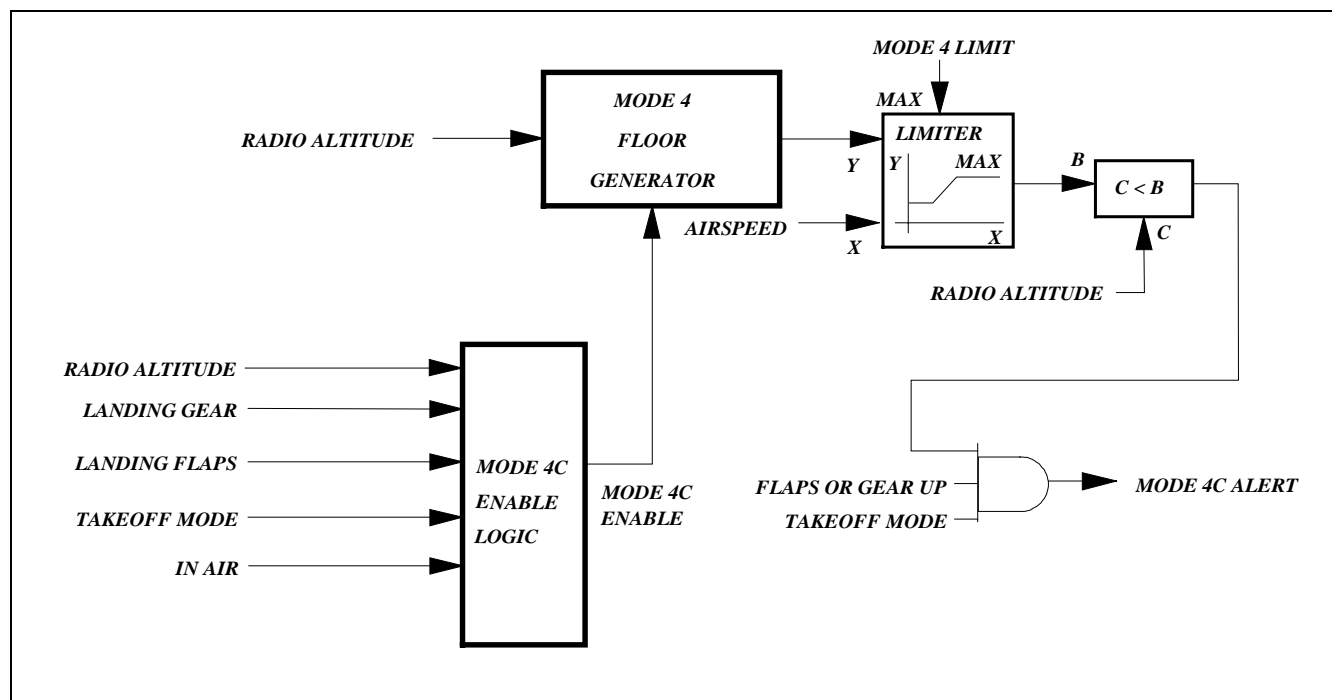 MODE 4 LIMIT
MAX
MODE 4
FLOOR
GENERATOR
RADIO ALTITUDE
LIMITER
Y
Y
MAX
X
B
C < B
C
AIRSPEED
X
RADIO ALTITUDE
RADIO ALTITUDE
LANDING GEAR
LANDING FLAPS
TAKEOFF MODE
IN AIR
MODE 4C
ENABLE
LOGIC
MODE 4C
ENABLE
FLAPS OR GEAR UP
TAKEOFF MODE
MODE 4C ALERT